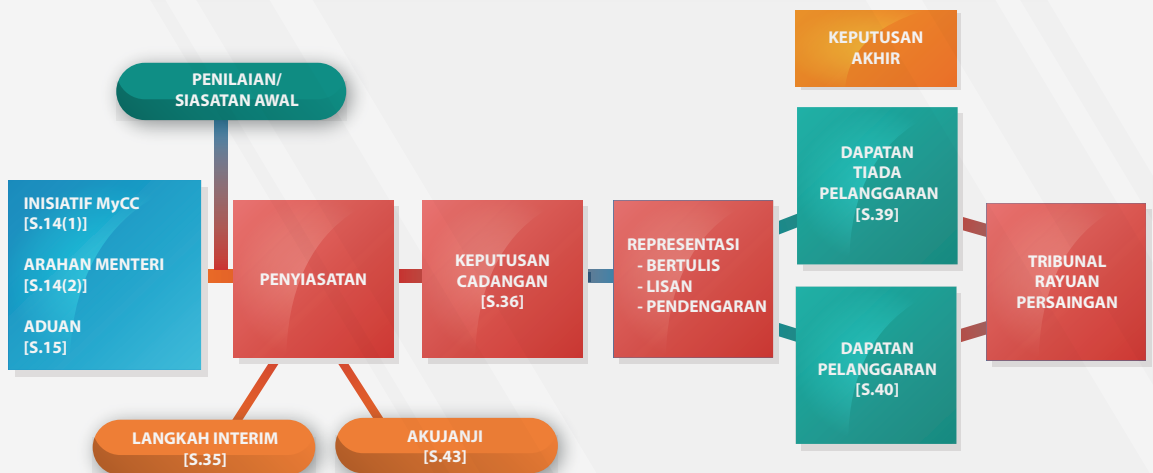 PENILAIAN/
SIASATAN AWAL
INISIATIF MyCC
[S.14(1)]
ARAHAN MENTERI
[S.14(2)]
ADUAN
[S.15]
PENYIASATAN
LANGKAH INTERIM
[S.35]
AKUJANJI
[S.43]
KEPUTUSAN
CADANGAN
[S.36]
REPRESENTASI
- BERTULIS
- LISAN
- PENDENGARAN
KEPUTUSAN
AKHIR
DAPATAN
TIADA
PELANGGARAN
[S.39]
DAPATAN
PELANGGARAN
[S.40]
TRIBUNAL
RAYUAN
PERSAINGAN